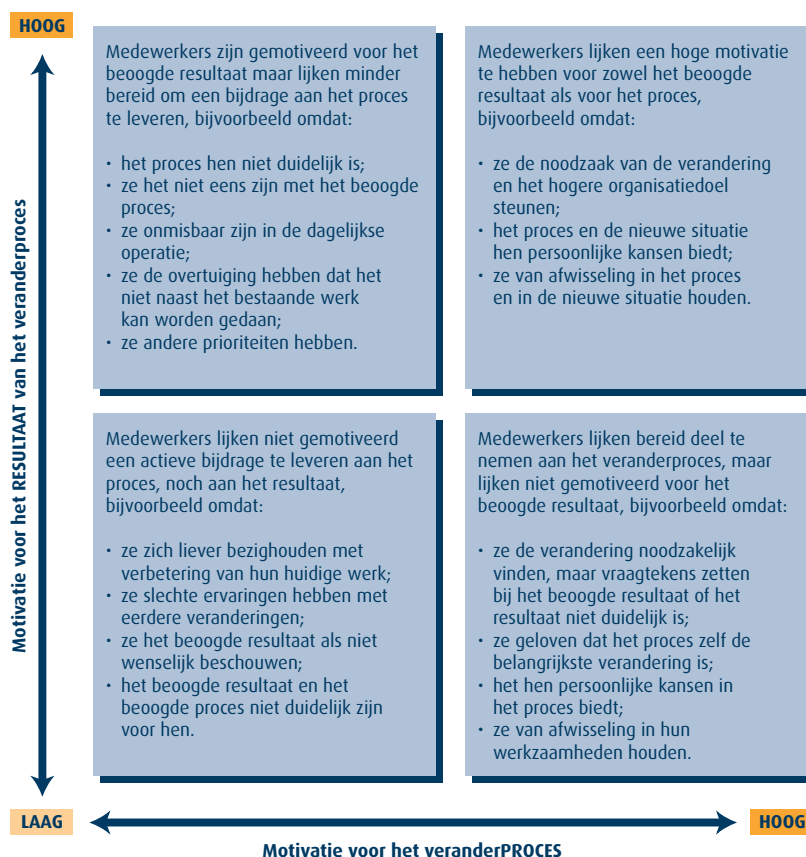 HOOG
Motivatie voor het RESULTAAT van het veranderproces
Medewerkers zijn gemotiveerd voor het
beoogde resultaat maar lijken minder
bereid om een bijdrage aan het proces
te leveren, bijvoorbeeld omdat:
• het proces hen niet duidelijk is;
• ze het niet eens zijn met het beoogde
proces;
• ze onmisbaar zijn in de dagelijkse
operatie;
• ze de overtuiging hebben dat het
niet naast het bestaande werk
kan worden gedaan;
• ze andere prioriteiten hebben.
Medewerkers lijken een hoge motivatie
te hebben voor zowel het beoogde
resultaat als voor het proces,
bijvoorbeeld omdat:
• ze de noodzaak van de verandering
en het hogere organisatiedoel
steunen;
• het proces en de nieuwe situatie
hen persoonlijke kansen biedt;
• ze van afwisseling in het proces
en in de nieuwe situatie houden.
Medewerkers lijken niet gemotiveerd
een actieve bijdrage te leveren aan het
proces, noch aan het resultaat,
bijvoorbeeld omdat:
• ze zich liever bezighouden met
verbetering van hun huidige werk;
• ze slechte ervaringen hebben met
eerdere veranderingen;
• ze het beoogde resultaat als niet
wenselijk beschouwen;
• het beoogde resultaat en het
beoogde proces niet duidelijk zijn
voor hen.
Medewerkers lijken bereid deel te
nemen aan het veranderproces, maar
lijken niet gemotiveerd voor het
beoogde resultaat, bijvoorbeeld omdat:
• ze de verandering noodzakelijk
vinden, maar vraagtekens zetten
bij het beoogde resultaat of het
resultaat niet duidelijk is;
• ze geloven dat het proces zelf de
belangrijkste verandering is;
• het hen persoonlijke kansen in
het proces biedt;
• ze van afwisseling in hun
werkzaamheden houden.
LAAG
HOOG
Motivatie voor het veranderPROCES